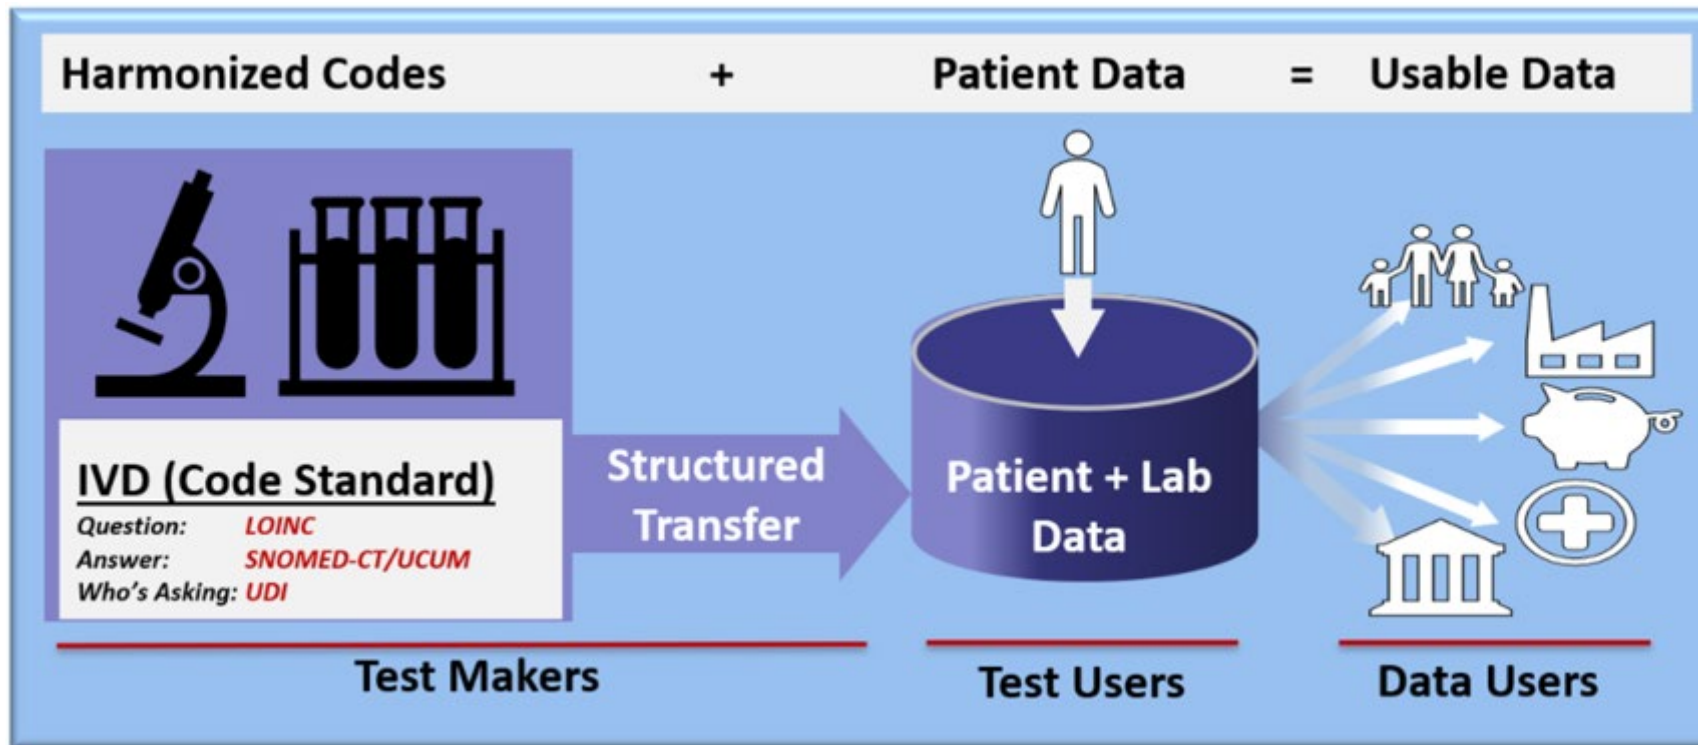 Harmonized Codes + Patient Data = Usable Data
IVD (Code Standard)
Question: LOINC
Answer: SNOMED-CT/UCUM
Who's Asking: UDI
Structured
Transfer
Patient + Lab
Data
Test Makers
Test Users
Data Users